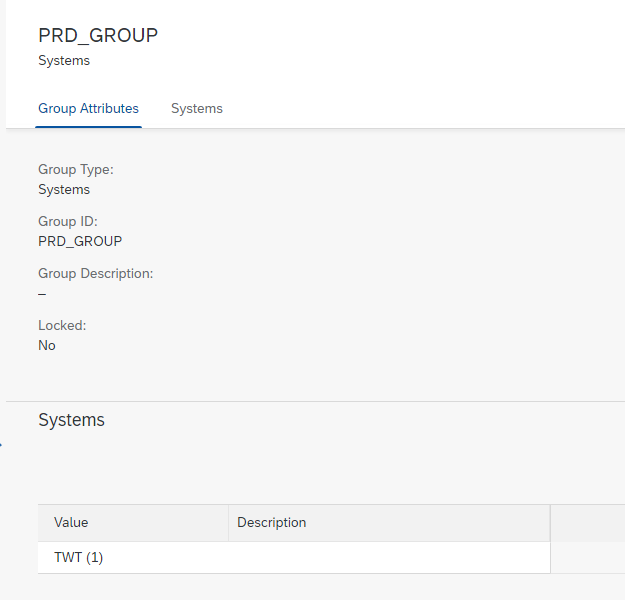 PRD_GROUP
Systems
Group Attributes Systems
Group Type:
Systems
Group ID:
PRD_GROUP
Group Description:
–
Locked:
No
Systems
Value Description
TWT (1)